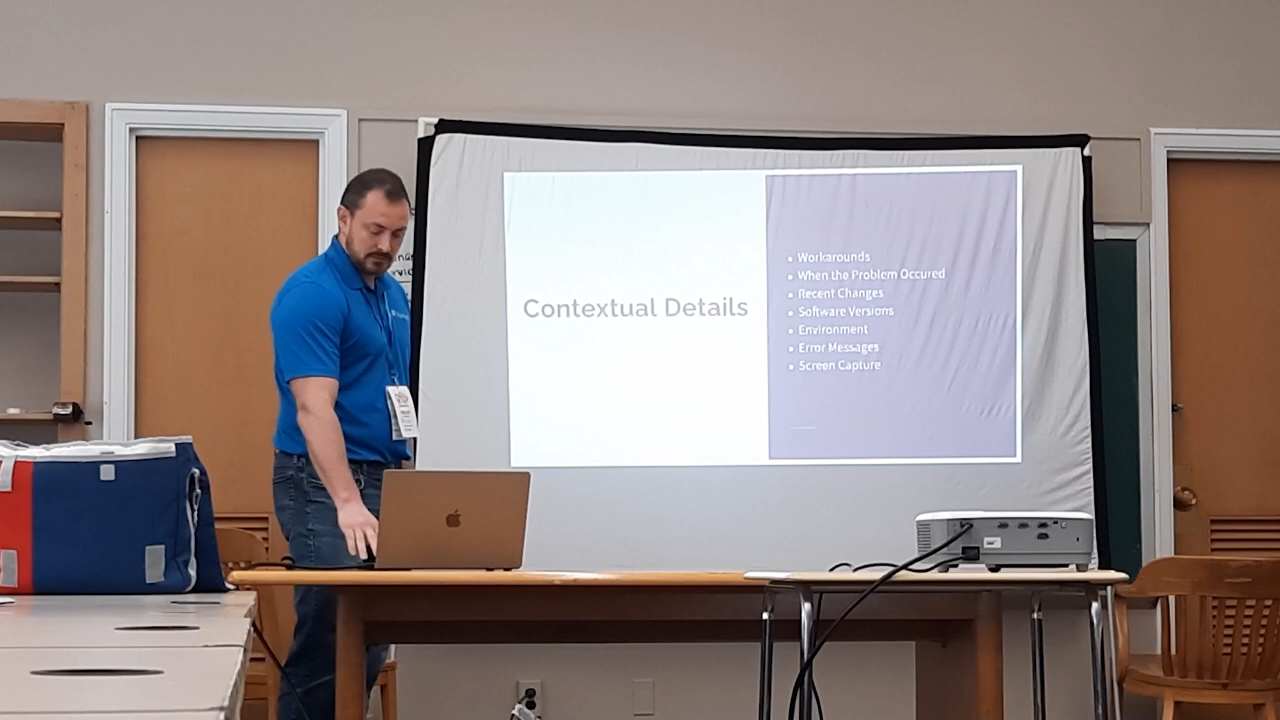 Contextual Details
Workarounds
When the Problem Occured
Recent Changes
Software Versions
Environment
Error Messages
Screen Capture